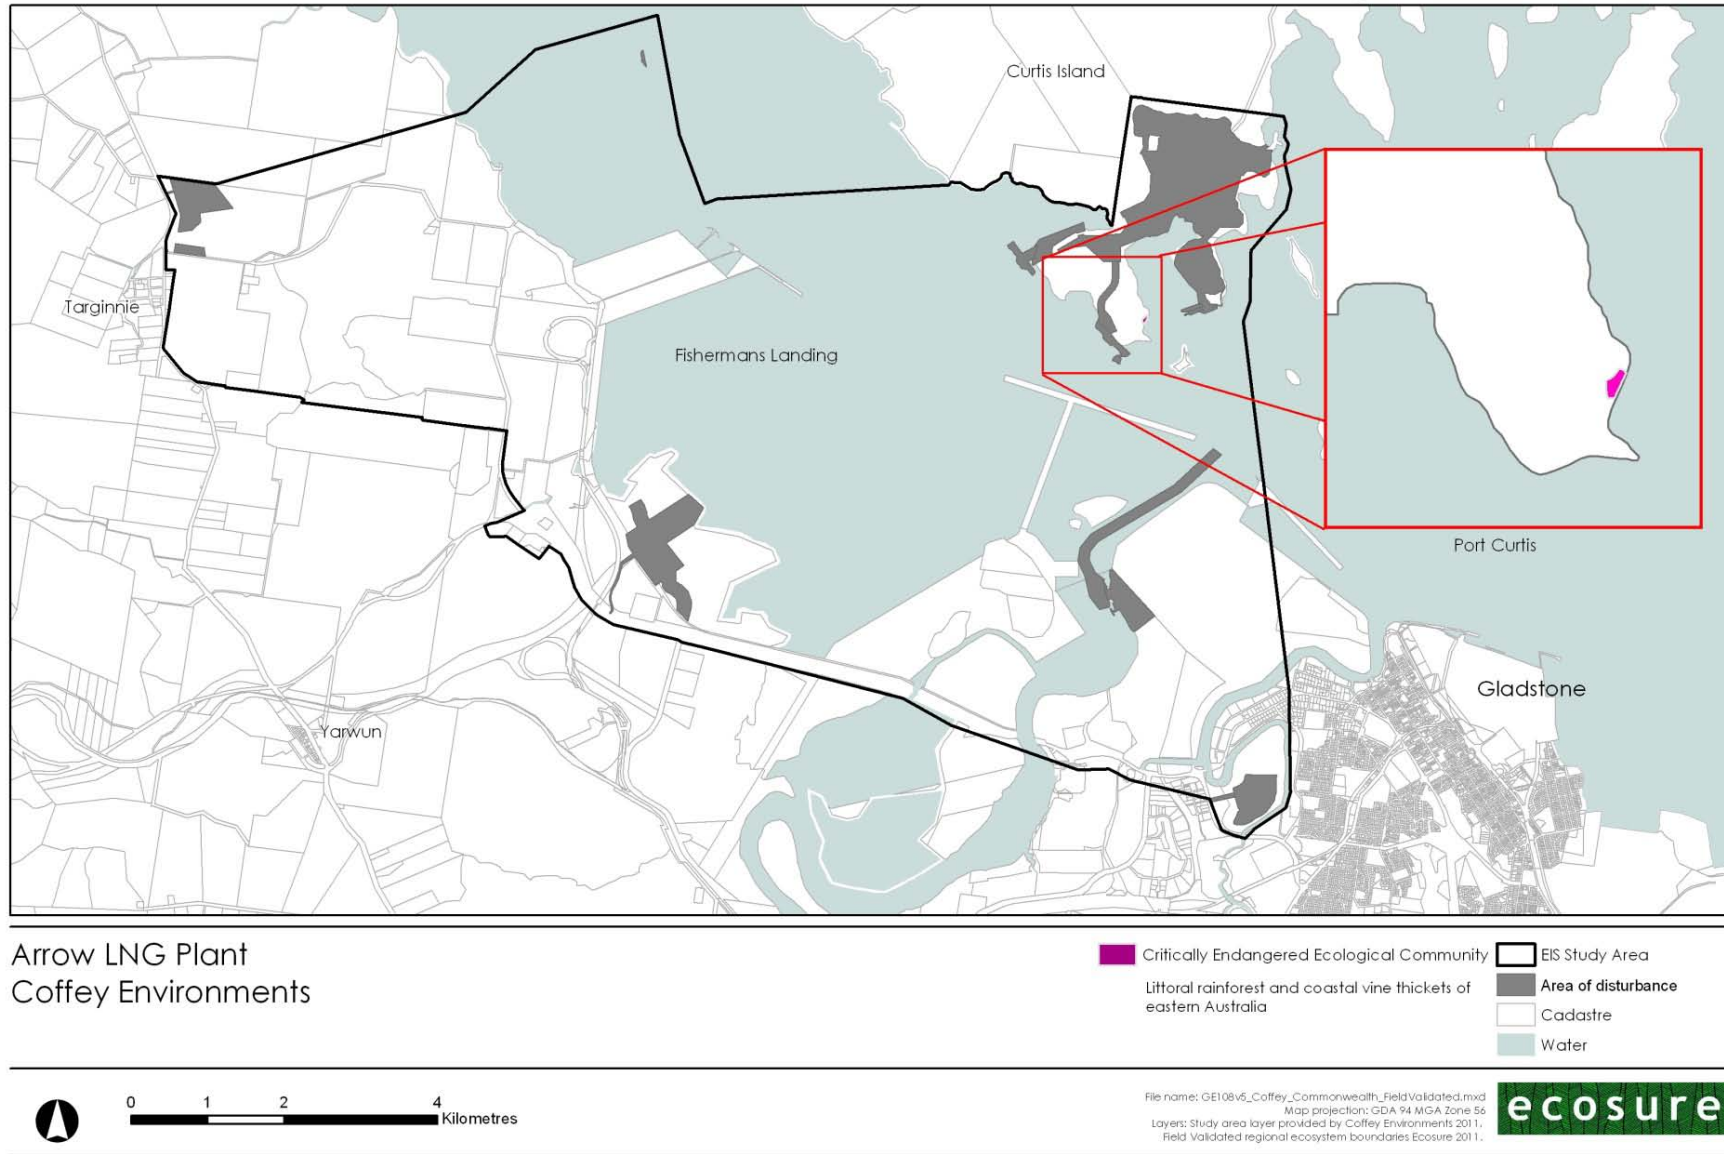 Curtis Island
Targinnie
Fishermans Landing
Port Curtis
Gladstone
Yarwun
Arrow LNG Plant
Coffey Environments
Critically Endangered Ecological Community
Littoral rainforest and coastal vine thickets of
eastern Australia
EIS Study Area
Area of disturbance
Cadastre
Water
0 1 2 4
Kilometres
File name: GE108v5_Coffey_Commonwealth_FieldValidated.mxd
Map projection: GDA 94 MGA Zone 56
Layers: Study area layer provided by Coffey Environments 2011.
Field Validated regional ecosystem boundaries Ecosure 2011.
ecosure